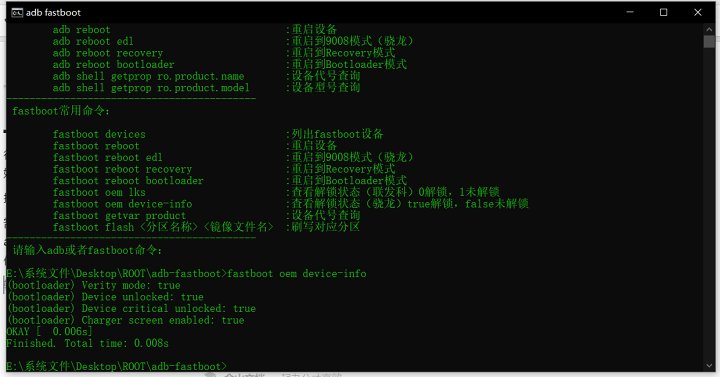 adb fastboot
adb reboot :重启设备
adb reboot edl :重启到9008模式（骁龙）
adb reboot recovery :重启到Recovery模式
adb reboot bootloader :重启到Bootloader模式
adb shell getprop ro.product.name :设备代号查询
adb shell getprop ro.product.model :设备型号查询
-------------------------------------------
fastboot常用命令:
fastboot devices :列出fastboot设备
fastboot reboot :重启设备
fastboot reboot edl :重启到9008模式（骁龙）
fastboot reboot recovery :重启到Recovery模式
fastboot reboot bootloader :重启到Bootloader模式
fastboot oem lks :查看解锁状态（联发科）0解锁，1未解锁
fastboot oem device-info :查看解锁状态（骁龙）true解锁，false未解锁
fastboot getvar product :设备代号查询
fastboot flash <分区名称> <镜像文件名> :刷写对应分区
-------------------------------------------
请输入adb或者fastboot命令:
E:\系统文件\Desktop\ROOT\adb-fastboot>fastboot oem device-info
(bootloader) Verity mode: true
(bootloader) Device unlocked: true
(bootloader) Device critical unlocked: true
(bootloader) Charger screen enabled: true
OKAY [  0.006s]
Finished. Total time: 0.008s
E:\系统文件\Desktop\ROOT\adb-fastboot>